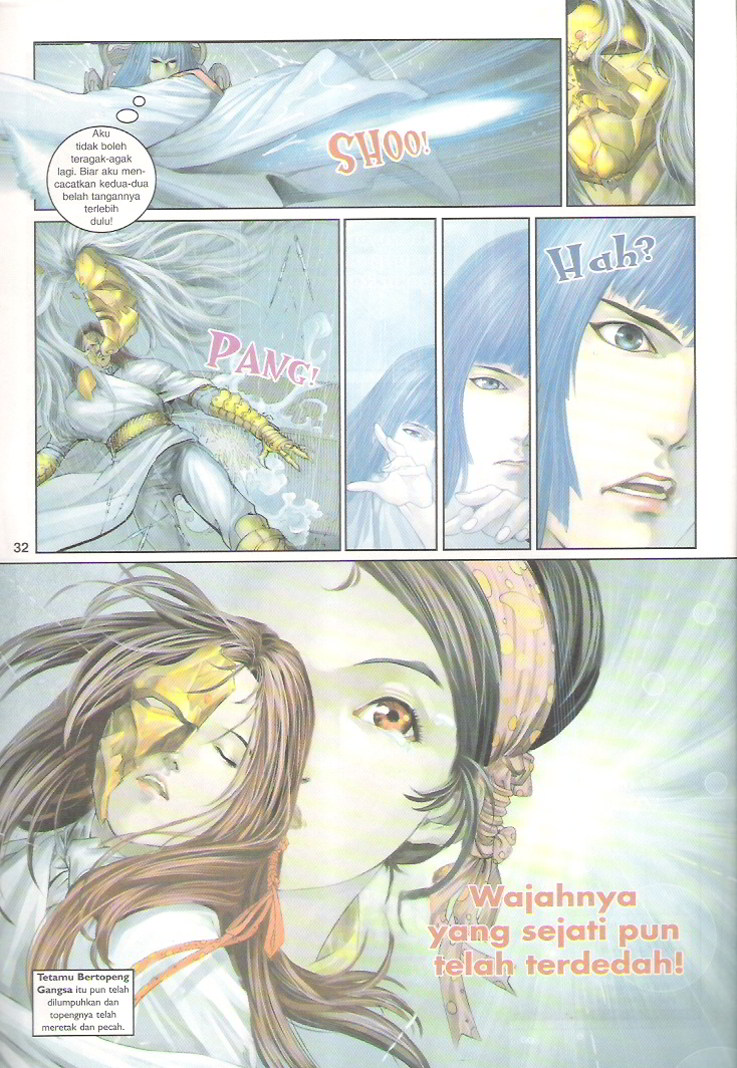 Aku
tidak boleh
teragak-agak
lagi. Biar aku men-
cacatkan kedua-dua
belah tangannya
terlebih
dulu!
SHOO!
PANG!
Hah?
32
Wajahnya
yang sejati pun
telah terdedah!
Tetamu Bertopeng
Gangsa itu pun telah
dilumpuhkan dan
topengnya telah
meretak dan pecah.